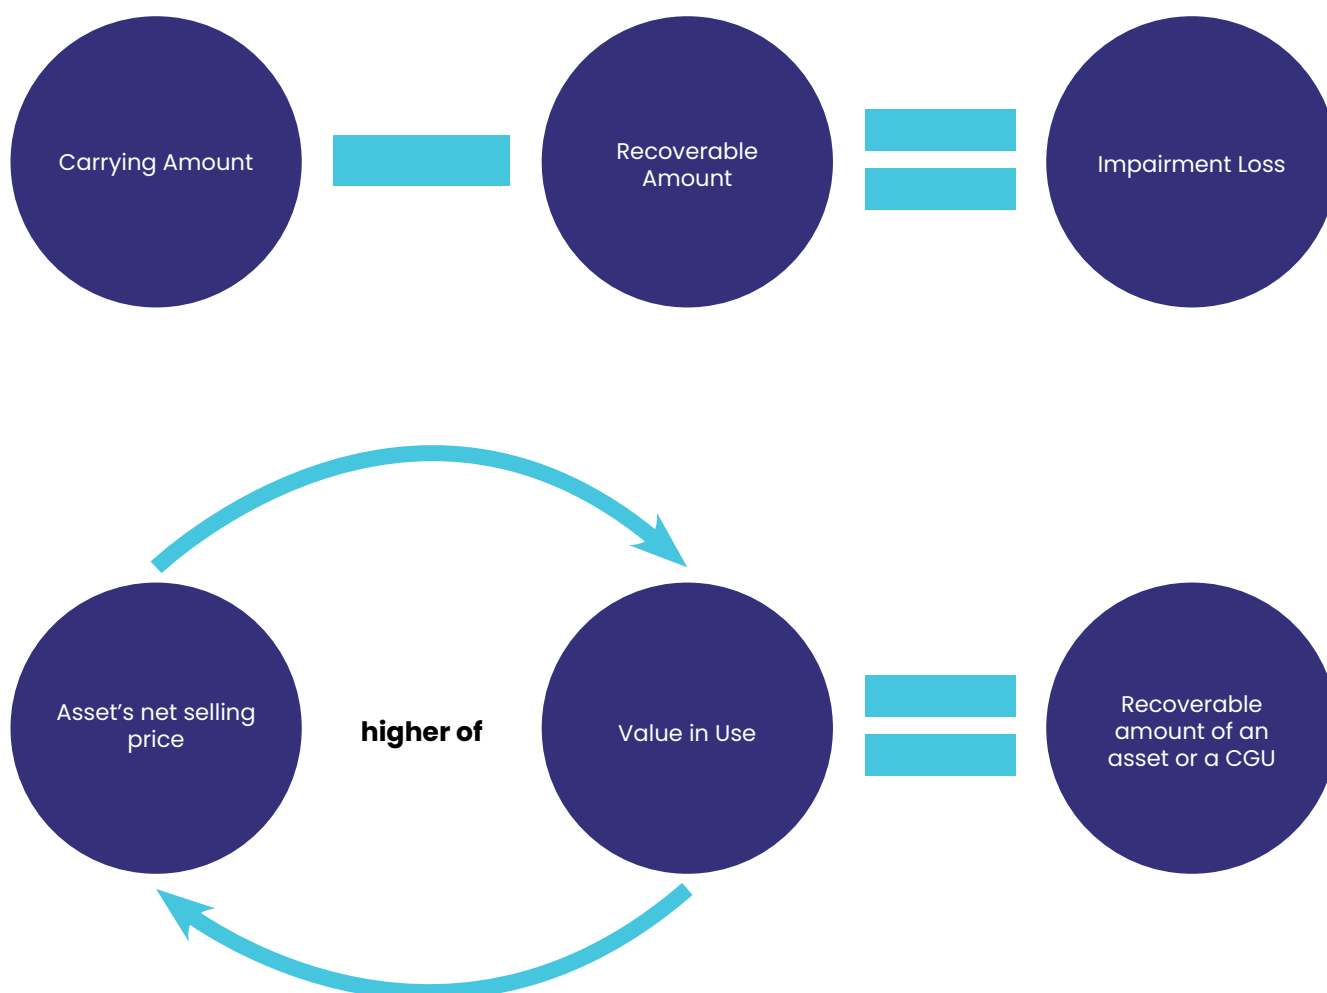 Carrying Amount
Recoverable
Amount
Impairment Loss
Asset’s net selling
price
higher of
Value in Use
Recoverable
amount of an
asset or a CGU